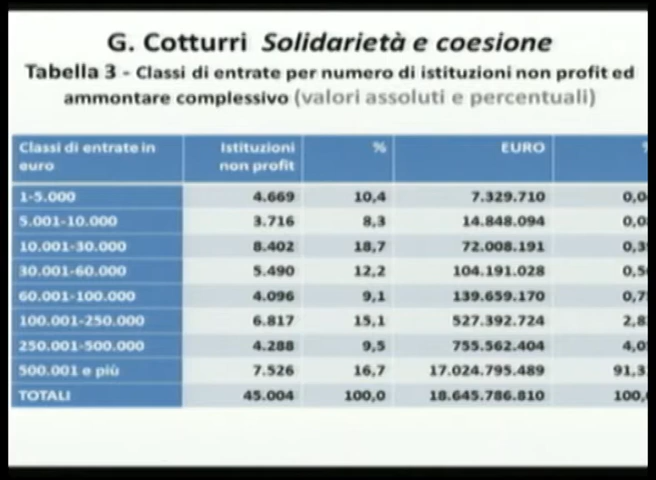 G. Cotturri Solidarietà e coesione
Tabella 3 - Classi di entrate per numero di istituzioni non profit ed
ammontare complessivo (valori assoluti e percentuali)
Classi di entrate in euro Istituzioni non profit % EURO
1-5.000 4.669 10,4 7.329.710 0,0
5.001-10.000 3.716 8,3 14.848.094 0,0
10.001-30.000 8.402 18,7 72.008.191 0,3
30.001-60.000 5.490 12,2 104.191.028 0,5
60.001-100.000 4.096 9,1 139.659.170 0,7
100.001-250.000 6.817 15,1 527.392.724 2,8
250.001-500.000 4.288 9,5 755.562.404 4,0
500.001 e più 7.526 16,7 17.024.795.489 91,3
TOTALI 45.004 100,0 18.645.786.810 100,